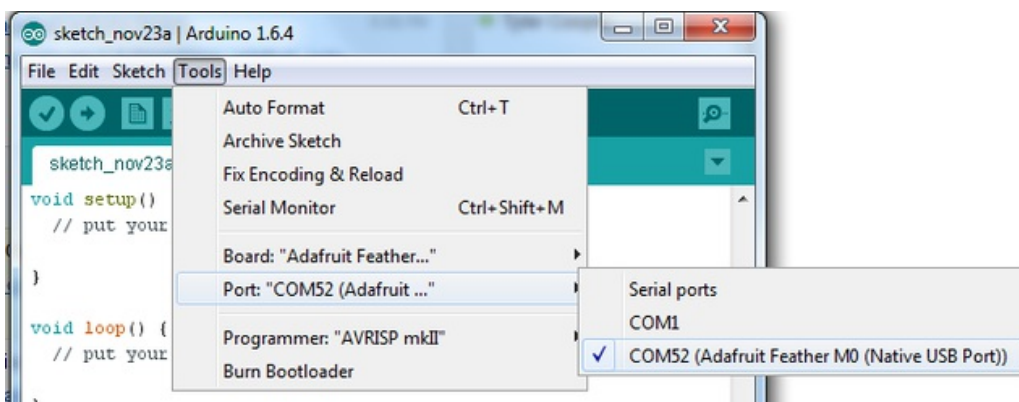 sketch_nov23a | Arduino 1.6.4
File Edit Sketch Tools Help
Auto Format Ctrl+T
Archive Sketch
sketch_nov23a
Fix Encoding & Reload
void setup()
Serial Monitor Ctrl+Shift+M
// put your
Board: "Adafruit Feather..."
}
Port: "COM52 (Adafruit ..."
Serial ports
COM1
void loop() {
Programmer: "AVRISP mkII"
// put your
COM52 (Adafruit Feather M0 (Native USB Port))
Burn Bootloader